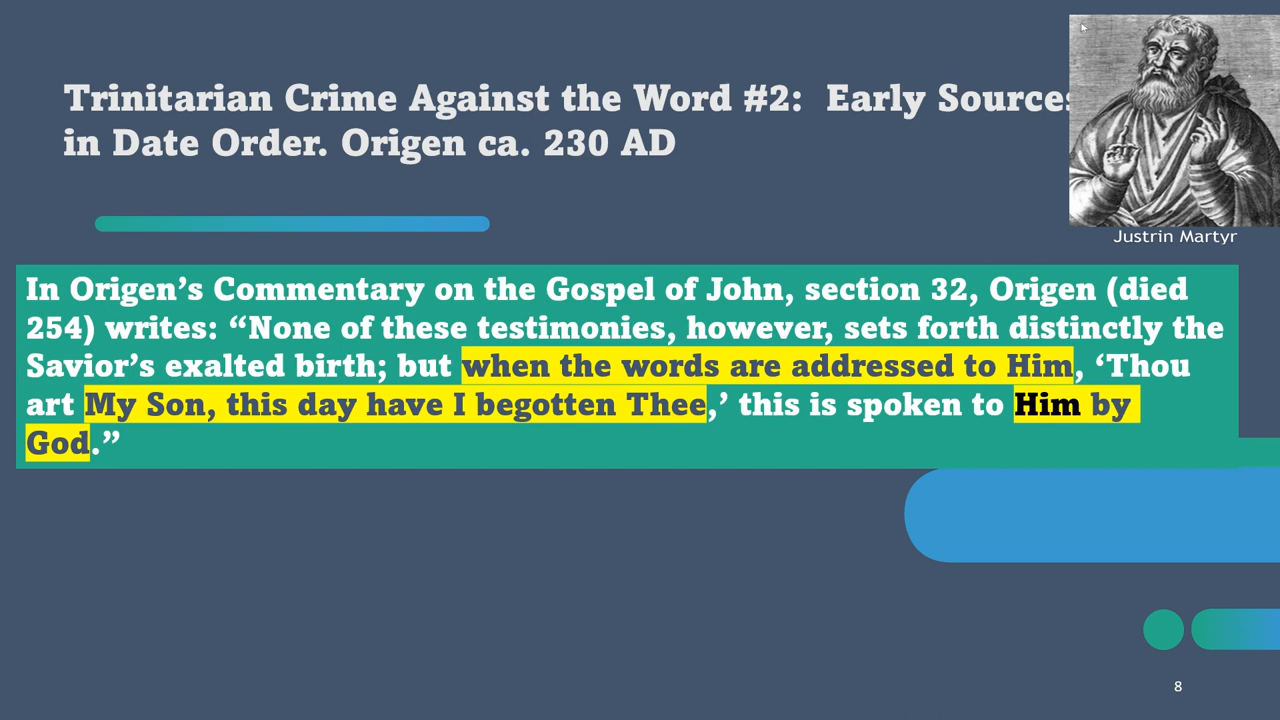 Trinitarian Crime Against the Word #2: Early Sources
in Date Order. Origen ca. 230 AD
Justrin Martyr
In Origen’s Commentary on the Gospel of John, section 32, Origen (died
254) writes: “None of these testimonies, however, sets forth distinctly the
Savior’s exalted birth; but when the words are addressed to Him, ‘Thou
art My Son, this day have I begotten Thee,’ this is spoken to Him by
God.”
8